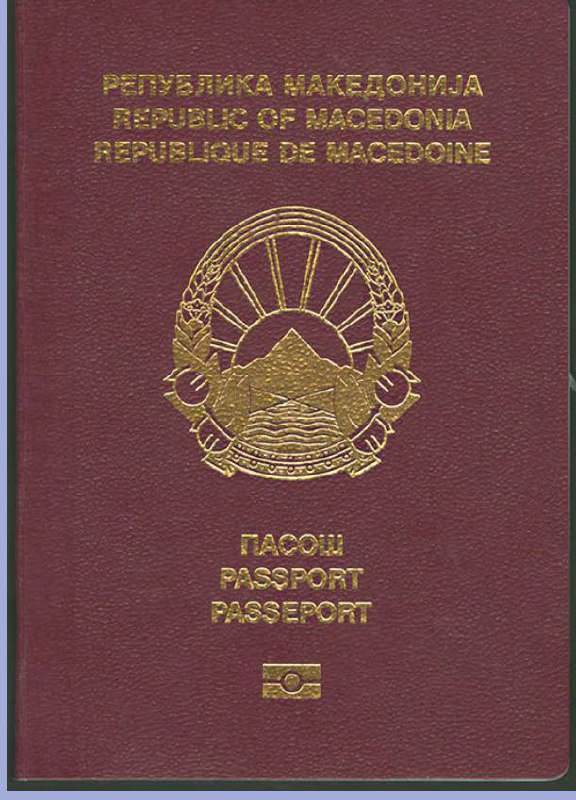 РЕПУБЛИКА МАКЕДОНИЈА
REPUBLIC OF MACEDONIA
REPUBLIQUE DE MACEDOINE
ПАСОШ
PASSPORT
PASSEPORT